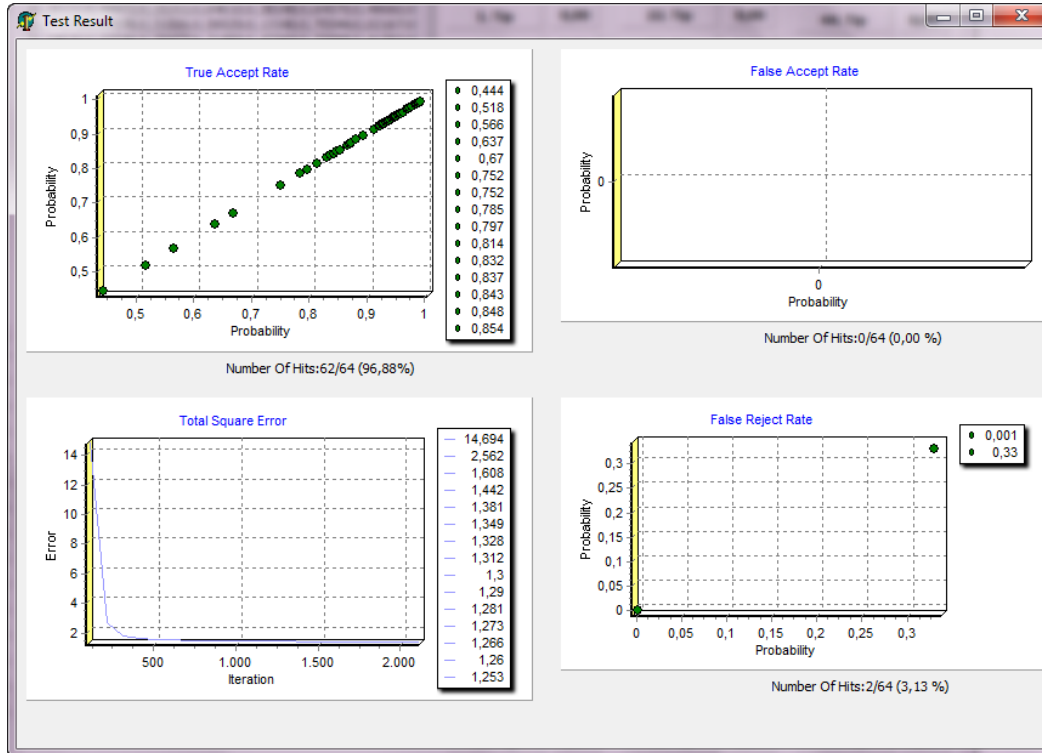 Test Result
True Accept Rate
1
0,9
0,8
0,7
0,6
0,5
Probability
0,5 0,6 0,7 0,8 0,9 1
Probability
0,444
0,518
0,566
0,637
0,67
0,752
0,752
0,785
0,797
0,814
0,832
0,837
0,843
0,848
0,854
Number Of Hits:62/64 (96,88%)
False Accept Rate
0
Probability
0
Probability
Number Of Hits:0/64 (0,00 %)
Total Square Error
14
12
10
8
6
4
2
Error
500 1.000 1.500 2.000
Iteration
14,694
2,562
1,608
1,442
1,381
1,349
1,328
1,312
1,3
1,29
1,281
1,273
1,266
1,26
1,253
False Reject Rate
0,3
0,25
0,2
0,15
0,1
0,05
0
Probability
0 0,05 0,1 0,15 0,2 0,25 0,3
Probability
0,001
0,33
Number Of Hits:2/64 (3,13 %)